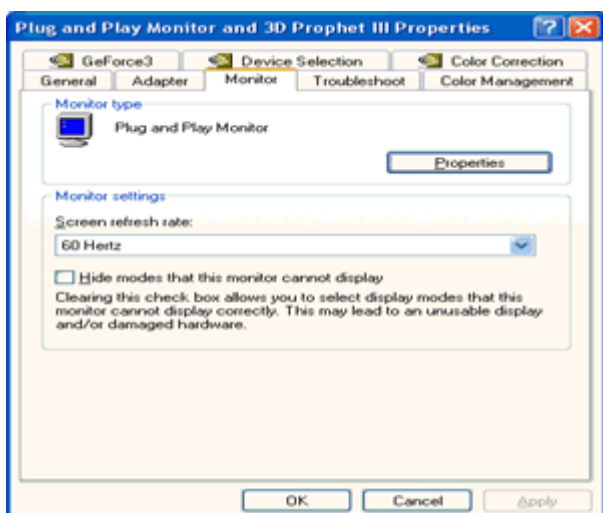 Plug and Play Monitor and 3D Prophet III Properties
GeForce3 Device Selection Color Correction
General Adapter Monitor Troubleshoot Color Management
Monitor type
Plug and Play Monitor
Properties
Monitor settings
Screen refresh rate:
60 Hertz
Hide modes that this monitor cannot display
Clearing this check box allows you to select display modes that this
monitor cannot display correctly. This may lead to an unusable display
and/or damaged hardware.
OK Cancel Apply